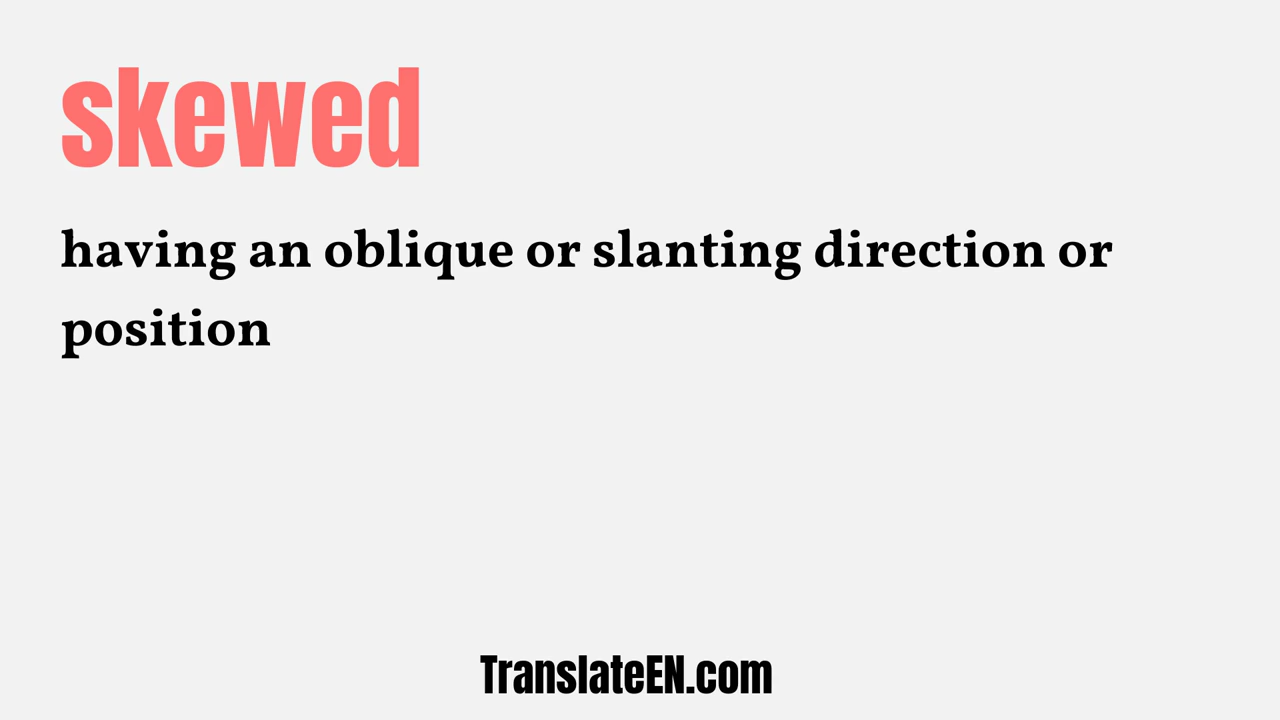 skewed
having an oblique or slanting direction or
position
TranslateEN.com